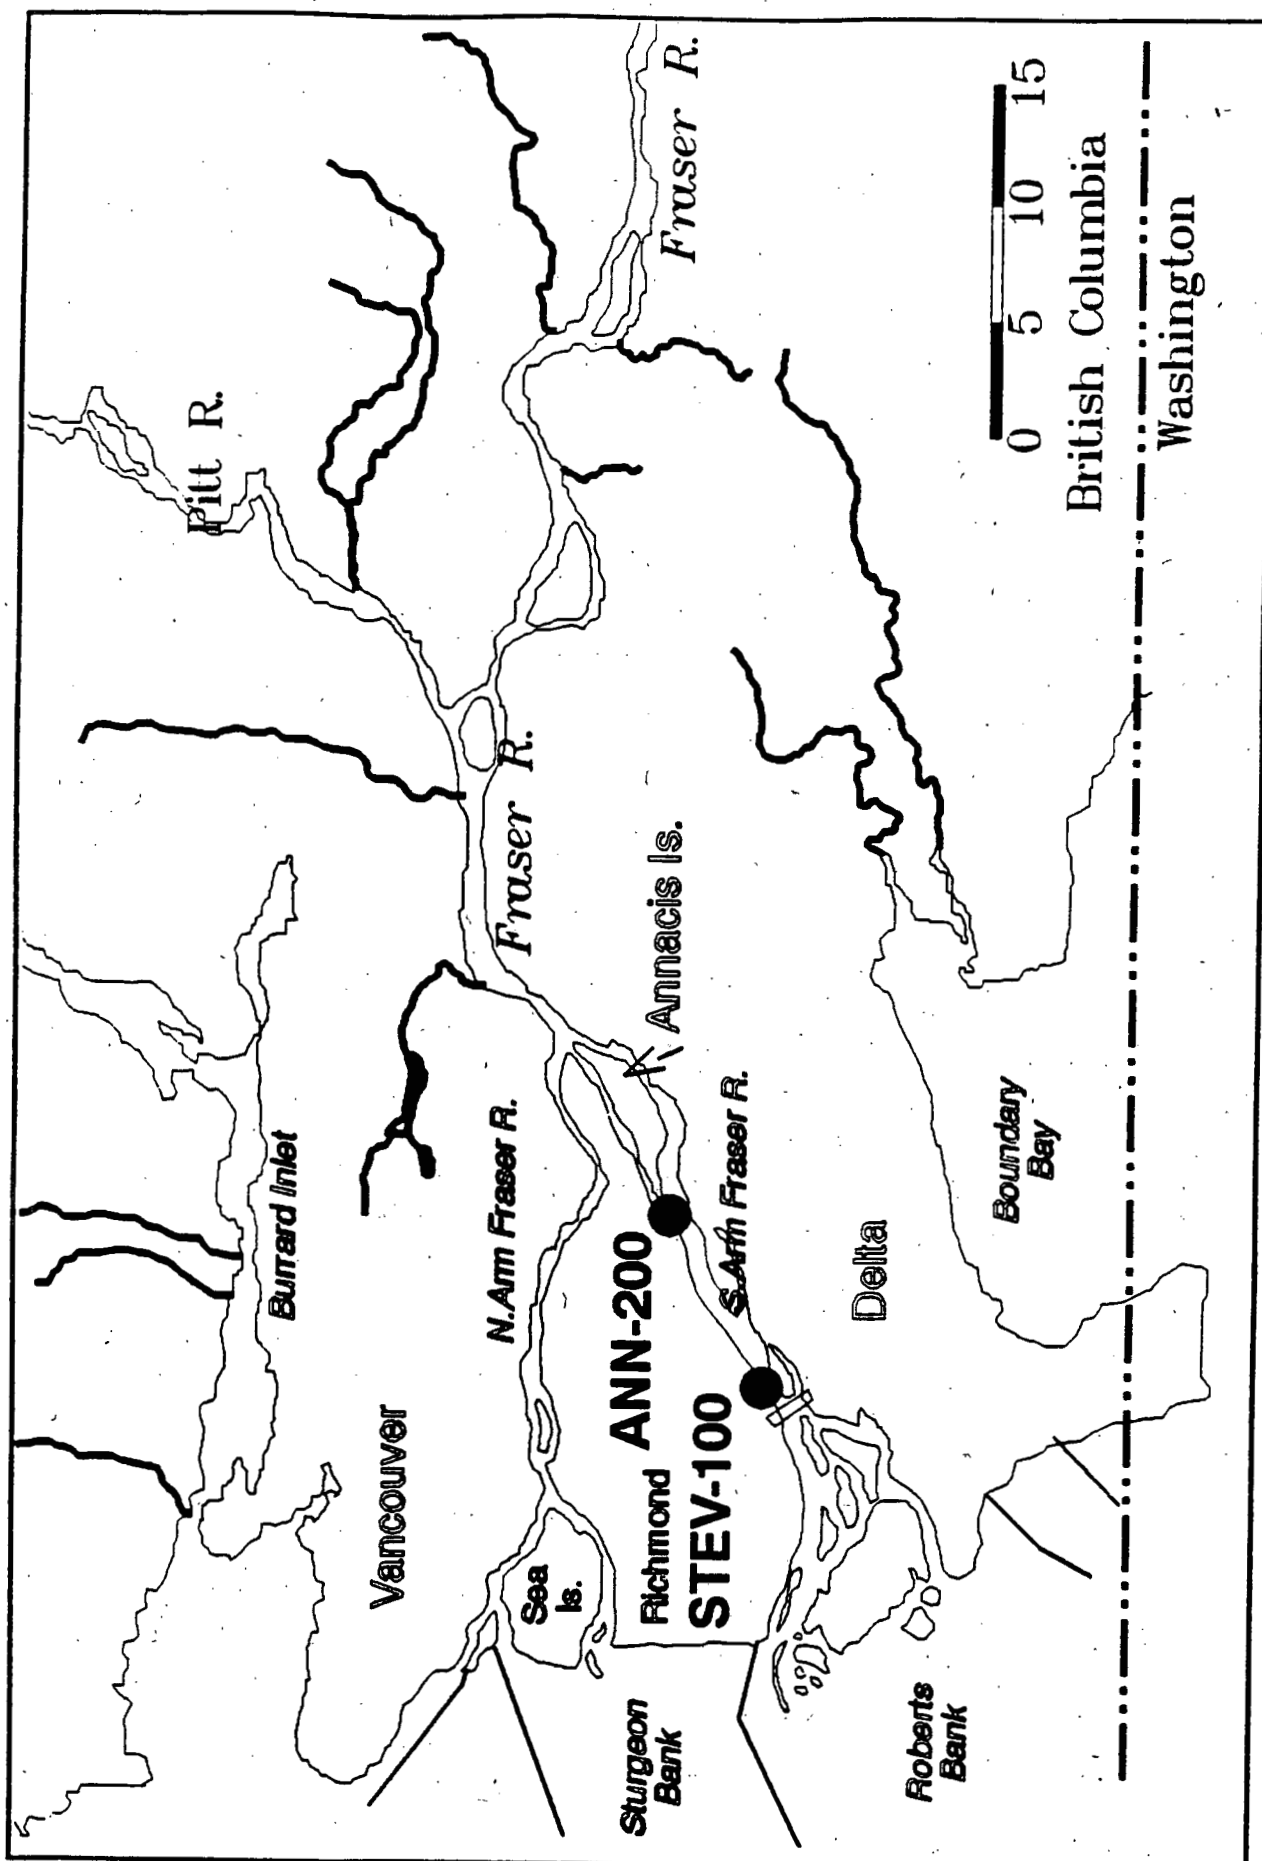 Pitt R.
Fraser R.
Burrard Inlet
Fraser R.
Vancouver
N. Arm Fraser R.
Annacis Is.
Sea
Is.
Richmond
ANN-200
STEV-100
S. Arm Fraser R.
Delta
Sturgeon
Bank
Roberts
Bank
Boundary
Bay
0 5 10 15
British Columbia
Washington